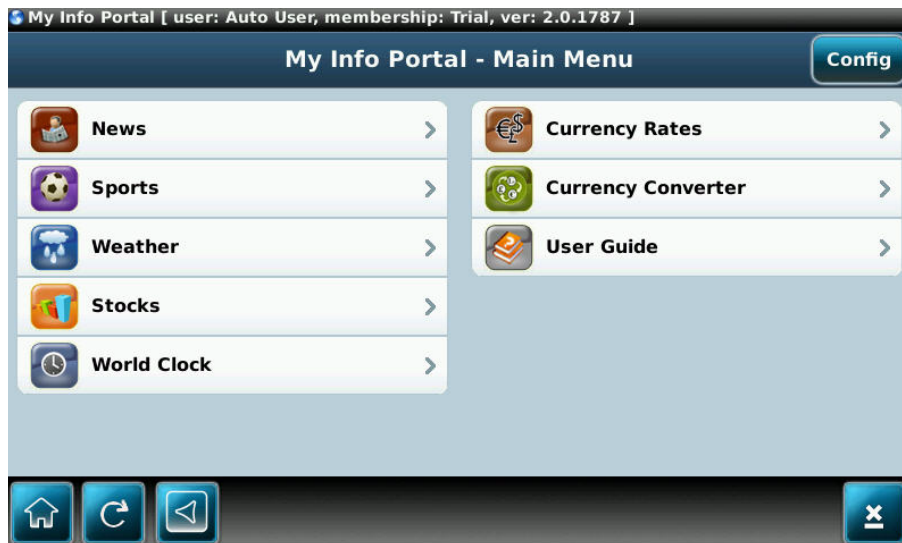 My Info Portal [ user: Auto User, membership: Trial, ver: 2.0.1787 ]
My Info Portal - Main Menu
Config
News
Sports
Weather
Stocks
World Clock
Currency Rates
Currency Converter
User Guide